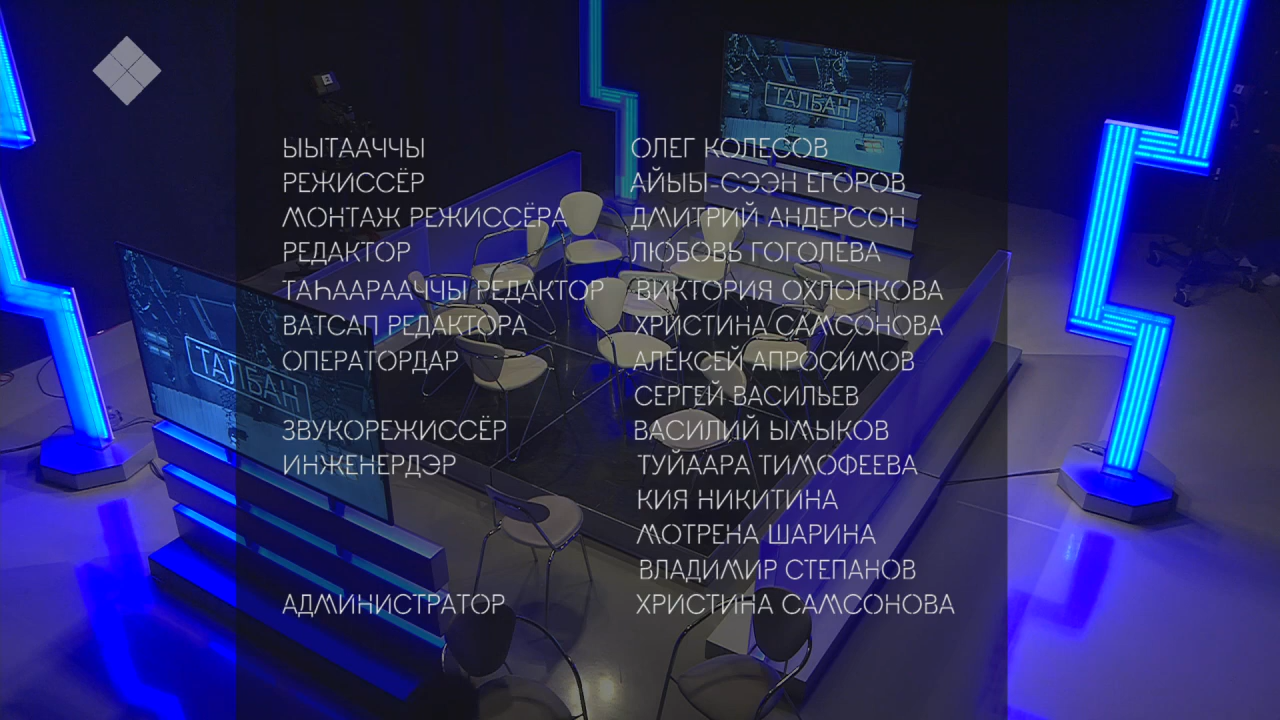 ТАЛБАН
ЫЫТААЧЧЫ ОЛЕГ КОЛЕСОВ
РЕЖИССЁР АЙЫЫ-СЭЭН ЕГОРОВ
МОНТАЖ РЕЖИССЁРА ДМИТРИЙ АНДЕРСОН
РЕДАКТОР ЛЮБОВЬ ГОГОЛЕВА
ТАҺААРААЧЧЫ РЕДАКТОР ВИКТОРИЯ ОХЛОПКОВА
ВАТСАП РЕДАКТОРА ХРИСТИНА САМСОНОВА
ОПЕРАТОРДАР АЛЕКСЕЙ АПРОСИМОВ
ТАЛБАН
СЕРГЕЙ ВАСИЛЬЕВ
ЗВУКОРЕЖИССЁР ВАСИЛИЙ ЫМЫКОВ
ИНЖЕНЕРДЭР ТУЙААРА ТИМОФЕЕВА
КИЯ НИКИТИНА
МОТРЕНА ШАРИНА
ВЛАДИМИР СТЕПАНОВ
АДМИНИСТРАТОР ХРИСТИНА САМСОНОВА